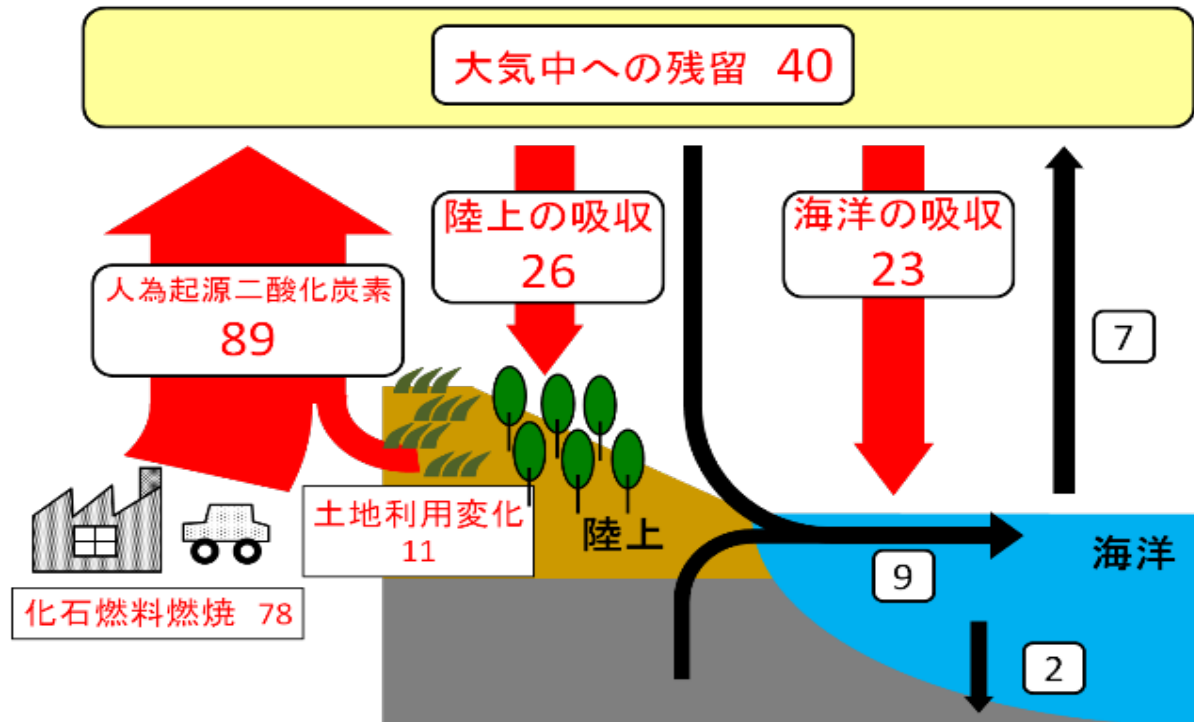 大気中への残留 40
陸上の吸収
26
海洋の吸収
23
人為起源二酸化炭素
89
7
土地利用変化
11
陸上
海洋
9
化石燃料燃焼 78
2